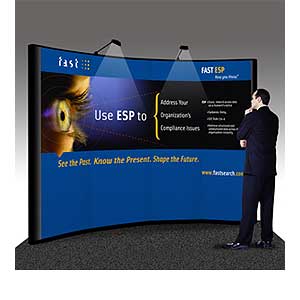 fast
FAST ESP
Use ESP to
Address Your
Organization's
Compliance Issues
See the Past. Know the Present. Shape the Future.
www.fastsearch.com